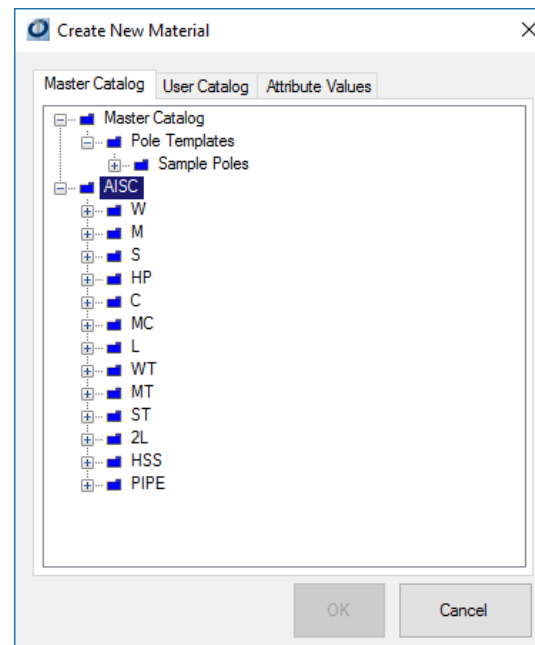 Create New Material
Master Catalog User Catalog Attribute Values
Master Catalog
Pole Templates
Sample Poles
AISC
W
M
S
HP
C
MC
L
WT
MT
ST
2L
HSS
PIPE
OK Cancel